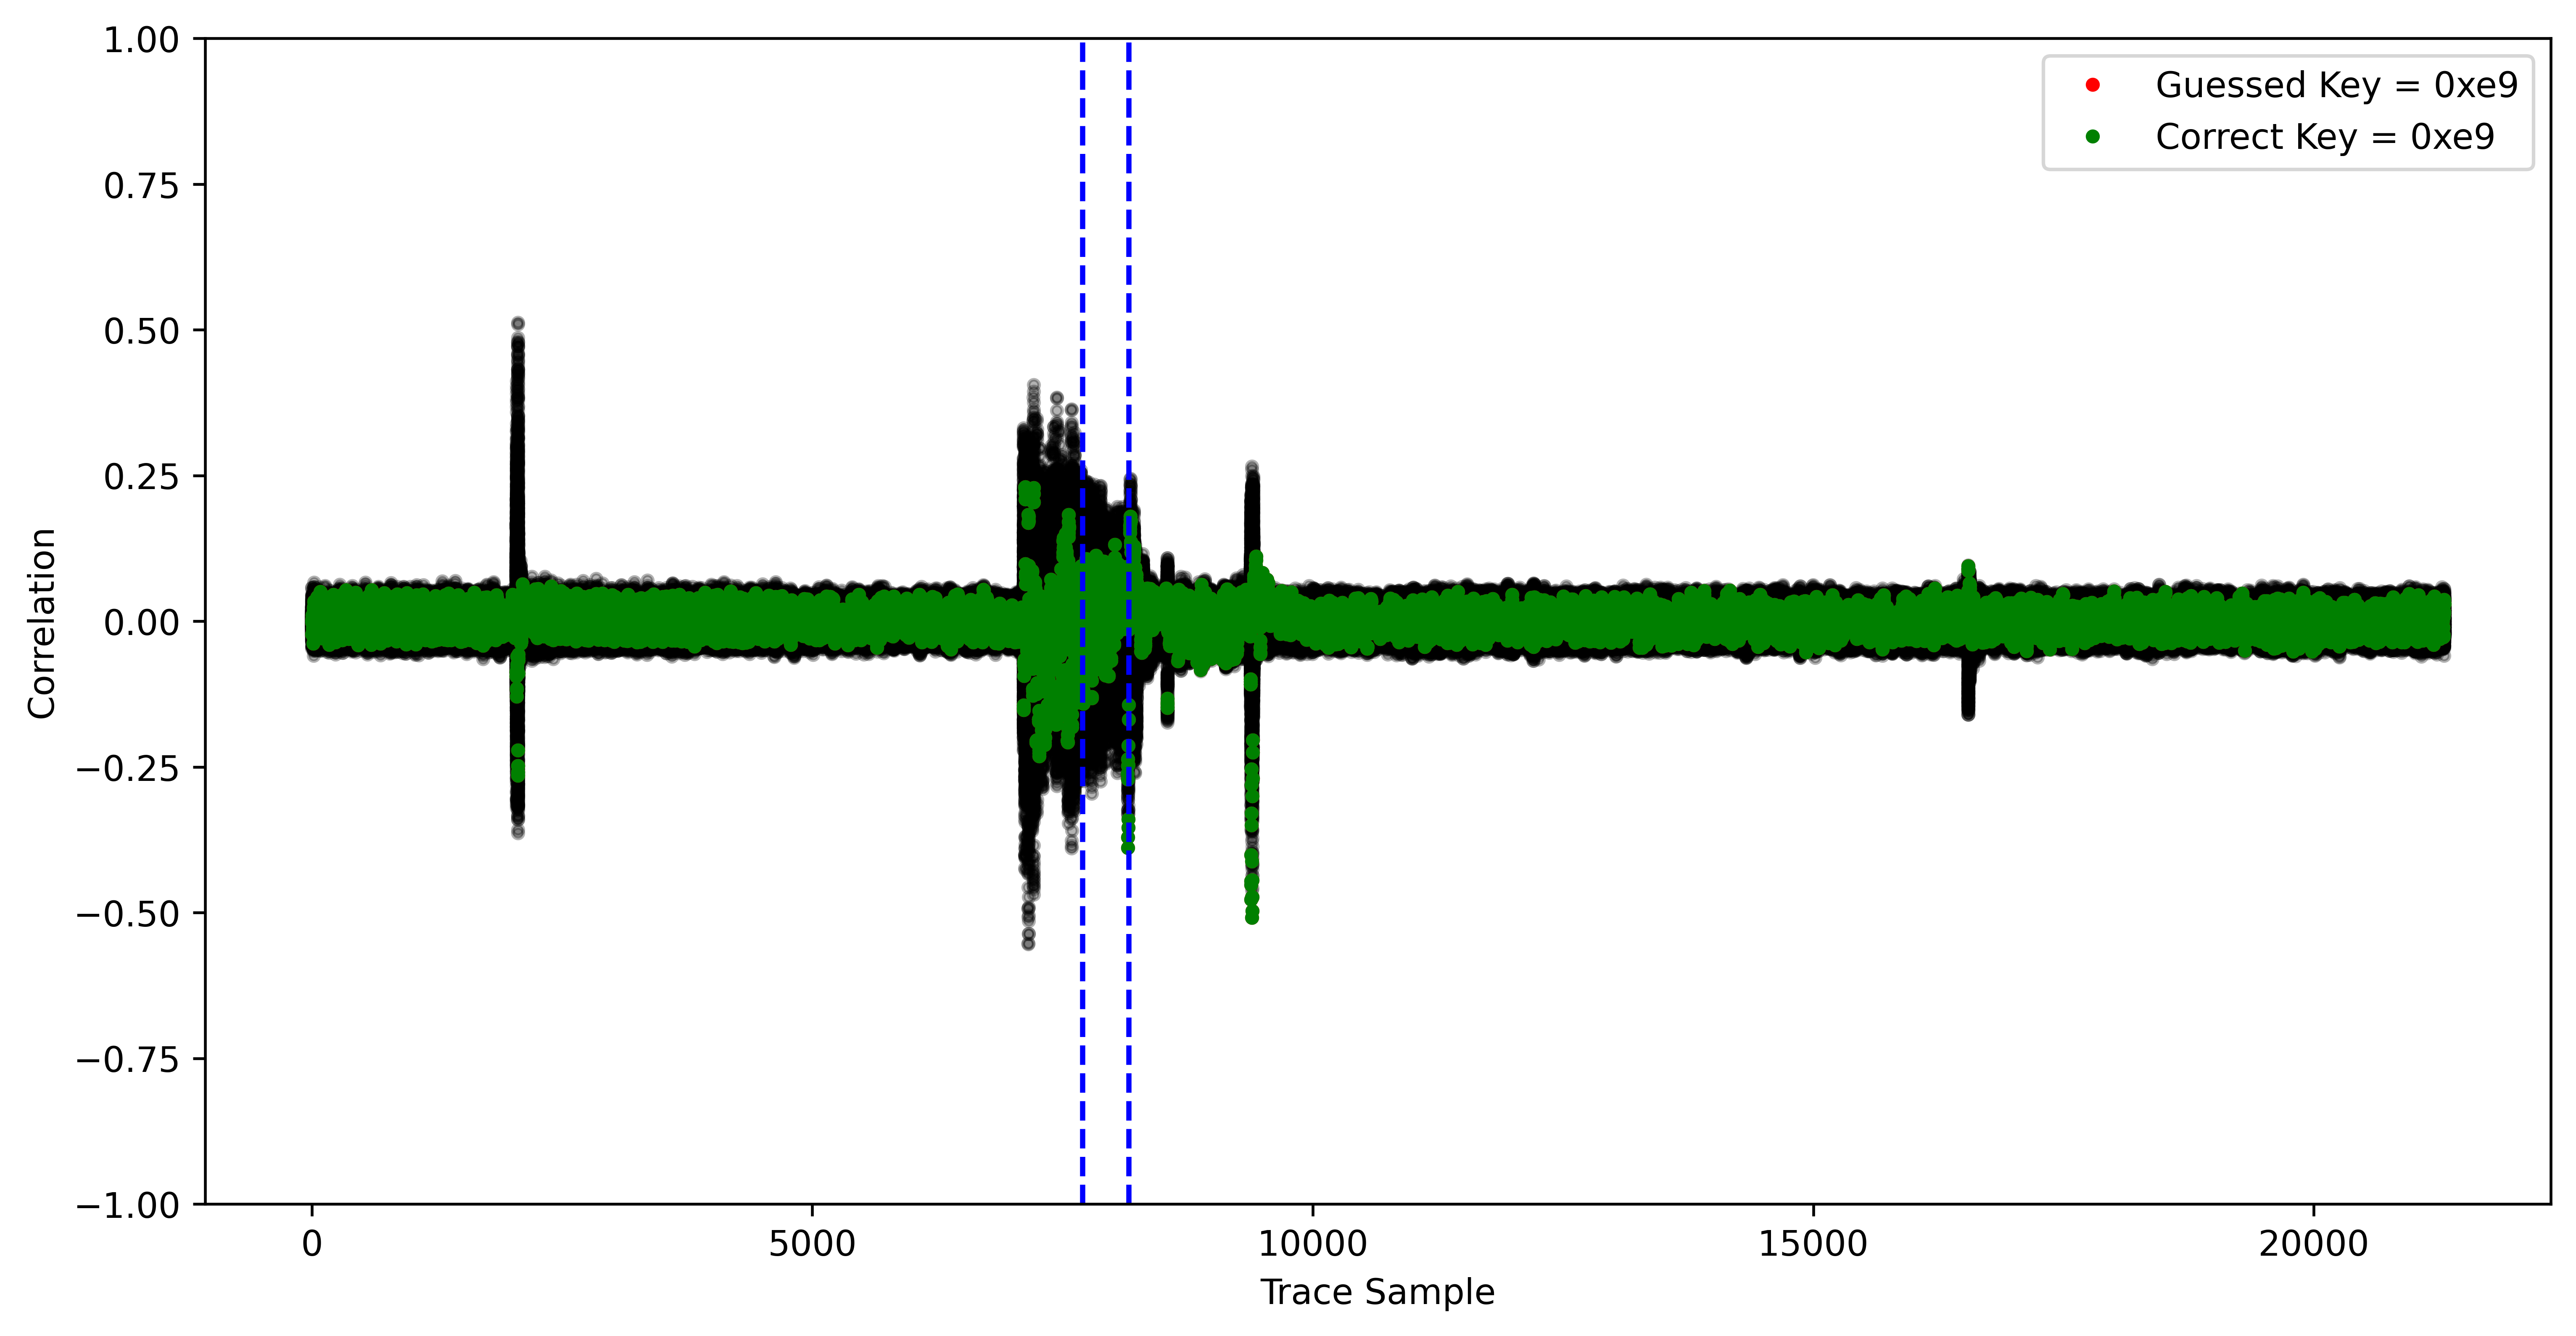 1.00
0.75
0.50
0.25
0.00
−0.25
−0.50
−0.75
−1.00
Correlation
Guessed Key = 0xe9
Correct Key = 0xe9
0 5000 10000 15000 20000
Trace Sample